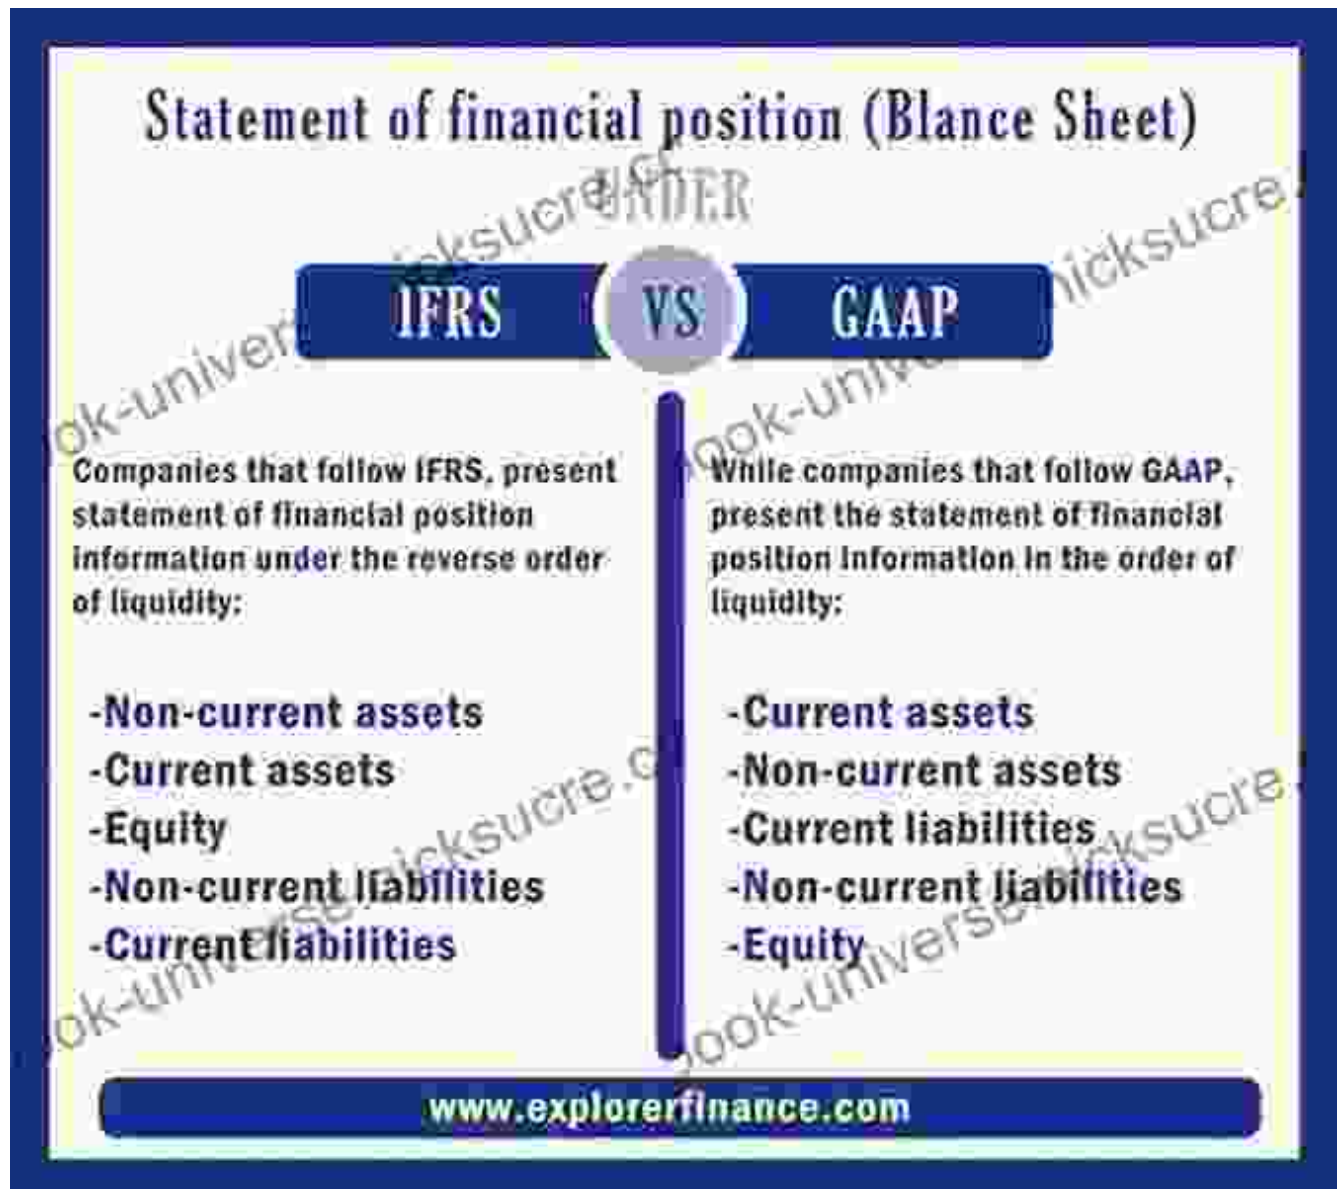 Statement of financial position (Blance Sheet)
UNDER
IFRS VS GAAP
Companies that follow IFRS, present
statement of financial position
information under the reverse order
of liquidity:
-Non-current assets
-Current assets
-Equity
-Non-current liabilities
-Current liabilities
While companies that follow GAAP,
present the statement of financial
position information in the order of
liquidity:
-Current assets
-Non-current assets
-Current liabilities
-Non-current liabilities
-Equity
www.explorerfinance.com